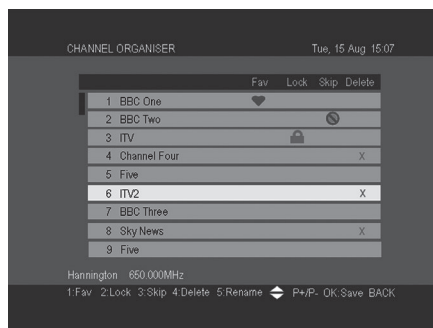 CHANNEL ORGANISER Tue, 15 Aug 15:07
Fav Lock Skip Delete
1 BBC One
2 BBC Two
3 ITV
4 Channel Four X
5 Five
6 ITV2 X
7 BBC Three
8 Sky News X
9 Five
Hannington 650.000MHz
1:Fav 2:Lock 3:Skip 4:Delete 5:Rename P+/P- OK:Save BACK